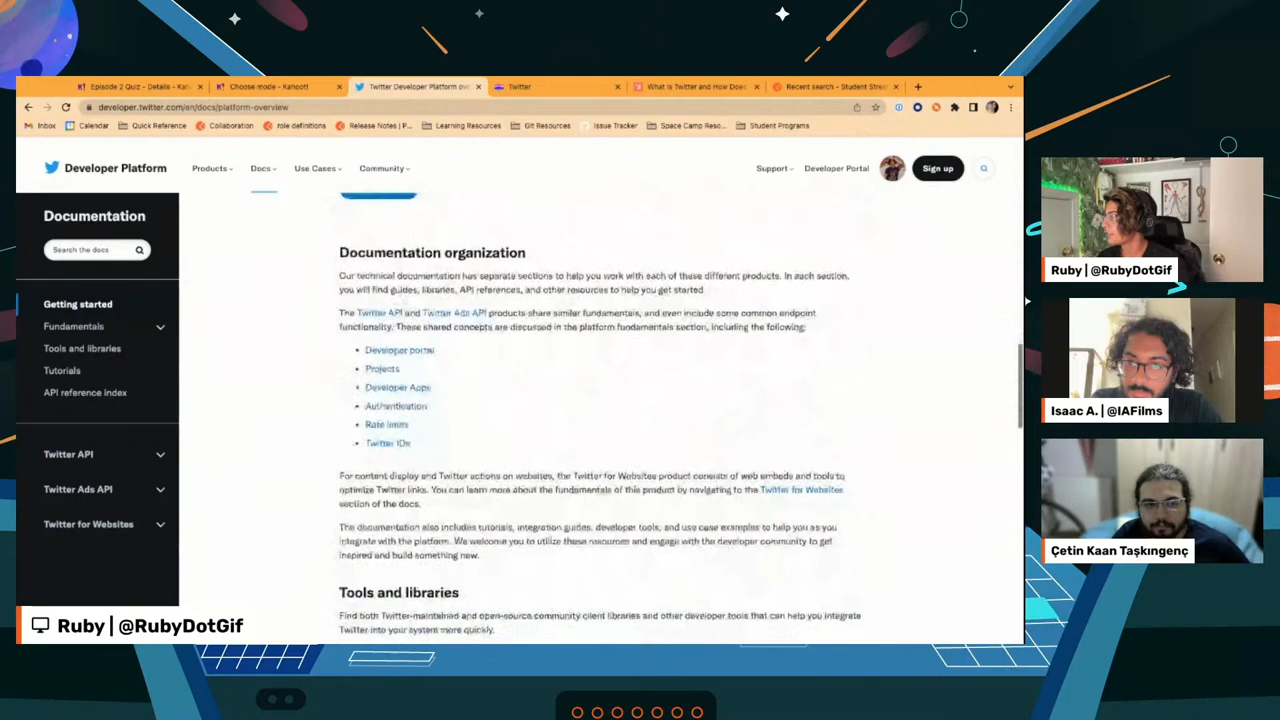 Episode 2 Quiz - Details - Ka
Choose mode - Kahoot!
Twitter Developer Platform ov
Twitter
What is Twitter and How Does
Recent search - Student Stre
developer.twitter.com/en/docs/platform-overview
Inbox
Calendar
Quick Reference
Collaboration
role definitions
Release Notes | P...
Learning Resources
Git Resources
Issue Tracker
Space Camp Reso...
Student Programs
Developer Platform
Products
Docs
Use Cases
Community
Support
Developer Portal
Sign up
Documentation
Search the docs
Getting started
Fundamentals
Tools and libraries
Tutorials
API reference index
Twitter API
Twitter Ads API
Twitter for Websites
Documentation organization
Our technical documentation has separate sections to help you work with each of these different products. In each section,
you will find guides, libraries, API references, and other resources to help you get started
The Twitter API and Twitter Ads API products share similar fundamentals, and even include some common endpoint
functionality. These shared concepts are discussed in the platform fundamentals section, including the following:
• Developer portal
• Projects
• Developer Apps
• Authentication
• Rate limits
• Twitter IDs
For content display and Twitter actions on websites, the Twitter for Websites product consists of web embeds and tools to
optimize Twitter links. You can learn more about the fundamentals of this product by navigating to the Twitter for Websites
section of the docs.
The documentation also includes tutorials, integration guides, developer tools, and use case examples to help you as you
integrate with the platform. We welcome you to utilize these resources and engage with the developer community to get
inspired and build something new.
Tools and libraries
Find both Twitter-maintained and open-source community client libraries and other developer tools that can help you integrate
Twitter into your system more quickly.
Ruby | @RubyDotGif
Ruby | @RubyDotGif
Isaac A. | @IAFilms
Çetin Kaan Taşkıngenç